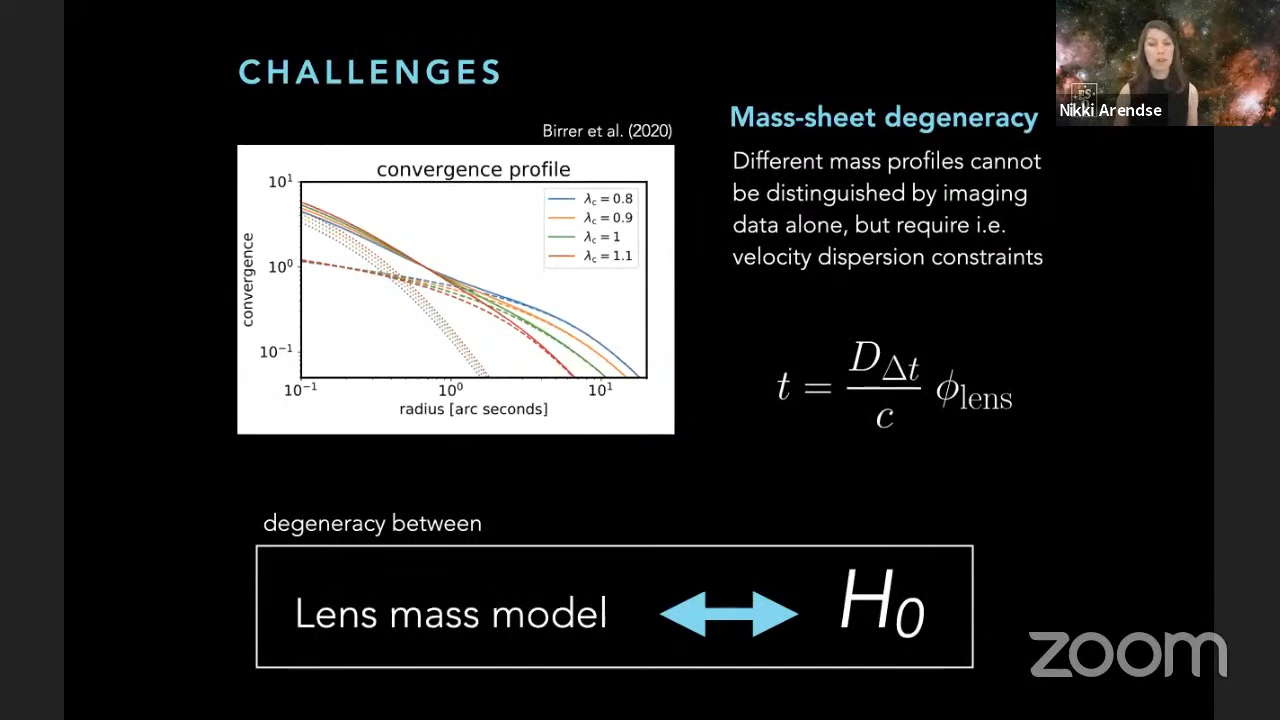 CHALLENGES
Nikki Arendse
Birrer et al. (2020)
convergence profile
10¹
10⁰
10⁻¹
convergence
λc = 0.8
λc = 0.9
λc = 1
λc = 1.1
10⁻¹
10⁰
10¹
radius [arc seconds]
Mass-sheet degeneracy
Different mass profiles cannot
be distinguished by imaging
data alone, but require i.e.
velocity dispersion constraints
t = D_Δt / c ϕ_lens
degeneracy between
Lens mass model
H₀
zoom